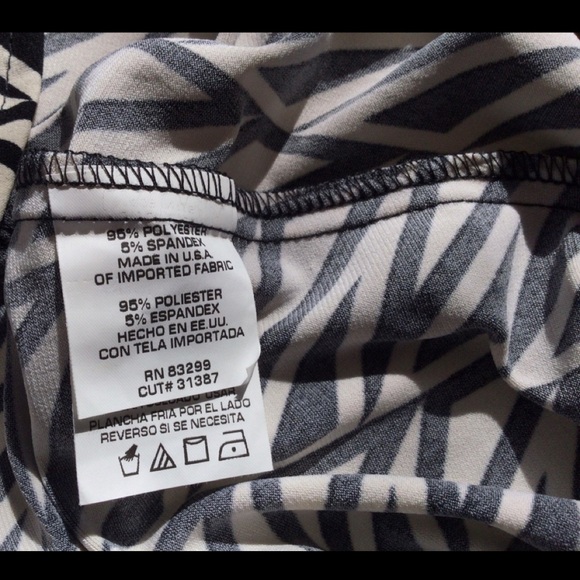 95% POLYESTER
5% SPANDEX
MADE IN U.S.A.
OF IMPORTED FABRIC
95% POLIESTER
5% ESPANDEX
HECHO EN EE.UU.
CON TELA IMPORTADA
RN 83299
CUT# 31387
PLANCHA FRIA POR EL LADO
REVERSO SI SE NECESITA